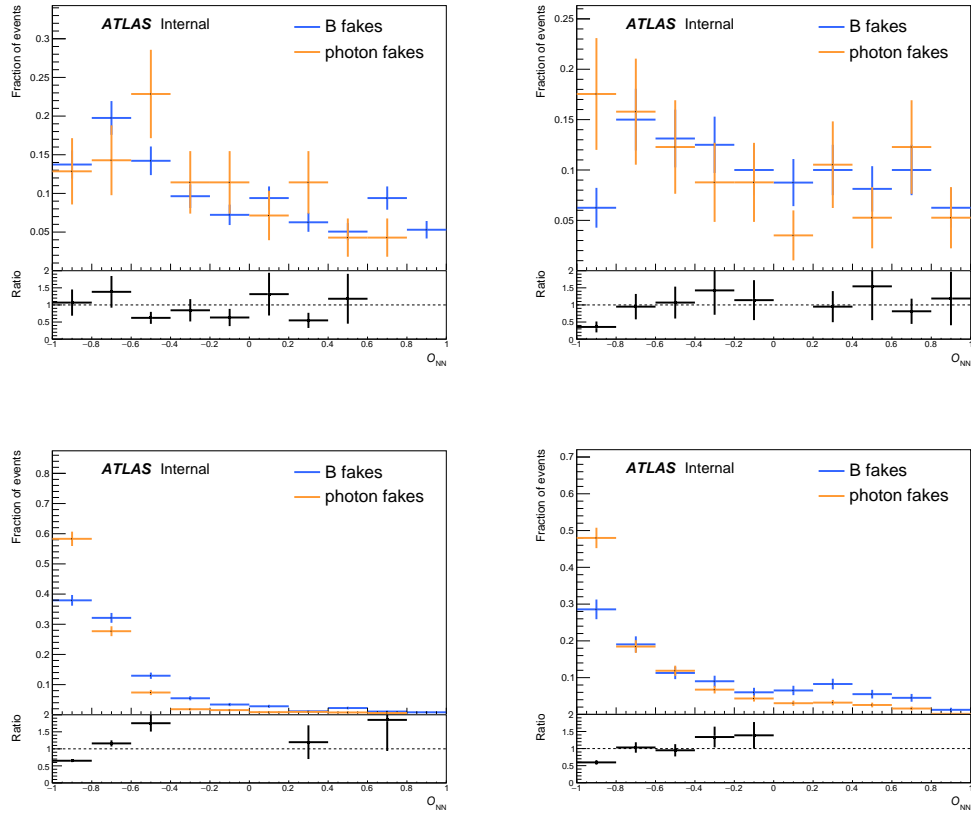 ATLAS Internal
B fakes
photon fakes
Fraction of events
0.3
0.25
0.2
0.15
0.1
0.05
Ratio
2
1.5
1
0.5
0
−1 −0.8 −0.6 −0.4 −0.2 0 0.2 0.4 0.6 0.8 1
O_NN
ATLAS Internal
B fakes
photon fakes
Fraction of events
0.25
0.2
0.15
0.1
0.05
Ratio
2
1.5
1
0.5
0
−1 −0.8 −0.6 −0.4 −0.2 0 0.2 0.4 0.6 0.8 1
O_NN
ATLAS Internal
B fakes
photon fakes
Fraction of events
0.8
0.7
0.6
0.5
0.4
0.3
0.2
0.1
Ratio
2
1.5
1
0.5
0
−1 −0.8 −0.6 −0.4 −0.2 0 0.2 0.4 0.6 0.8 1
O_NN
ATLAS Internal
B fakes
photon fakes
Fraction of events
0.7
0.6
0.5
0.4
0.3
0.2
0.1
Ratio
2
1.5
1
0.5
0
−1 −0.8 −0.6 −0.4 −0.2 0 0.2 0.4 0.6 0.8 1
O_NN